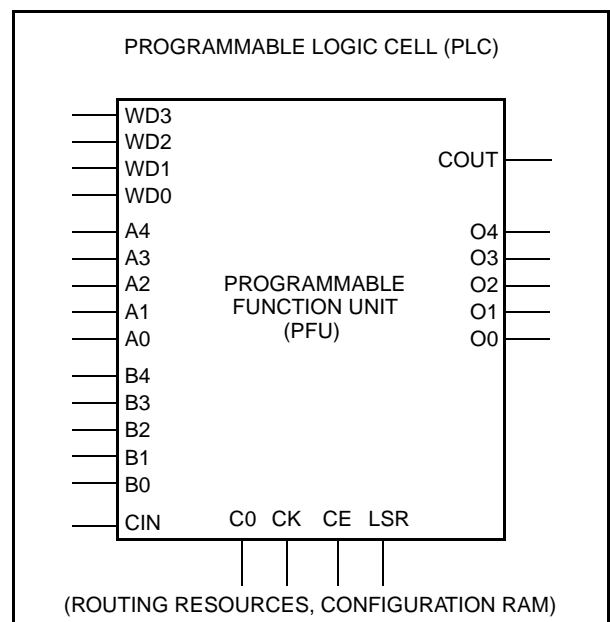 PROGRAMMABLE LOGIC CELL (PLC)
WD3
WD2
WD1
WD0
A4
A3
A2
A1
A0
B4
B3
B2
B1
B0
CIN
PROGRAMMABLE
FUNCTION UNIT
(PFU)
COUT
O4
O3
O2
O1
O0
C0 CK CE LSR
(ROUTING RESOURCES, CONFIGURATION RAM)